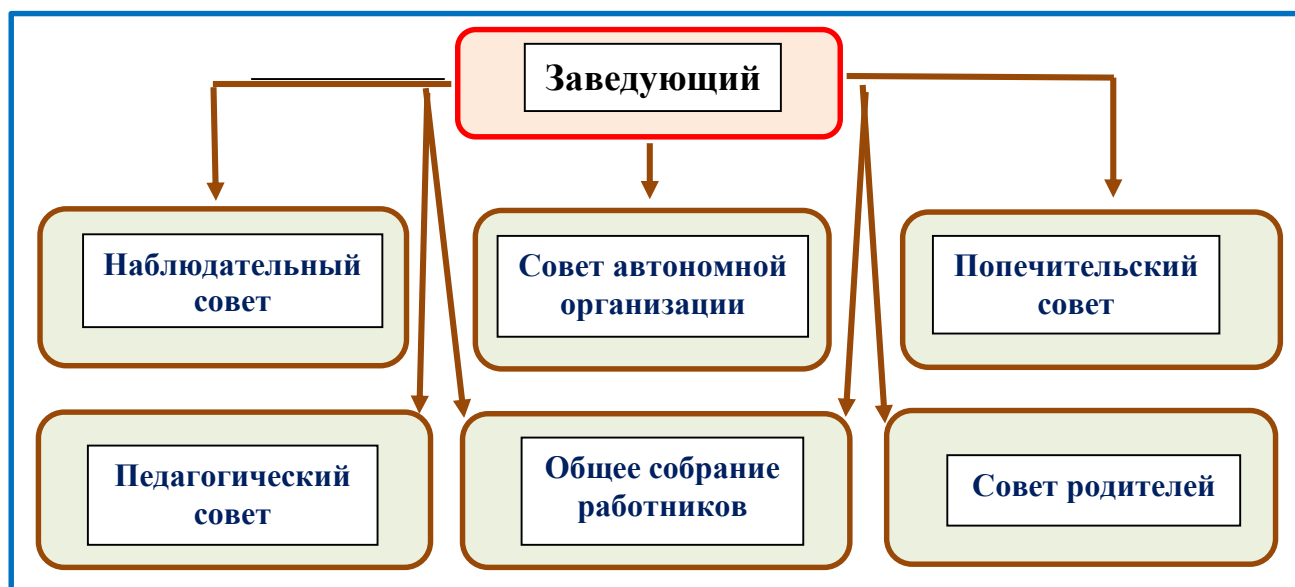 Заведующий
Наблюдательный
совет
Совет автономной
организации
Попечительский
совет
Педагогический
совет
Общее собрание
работников
Совет родителей